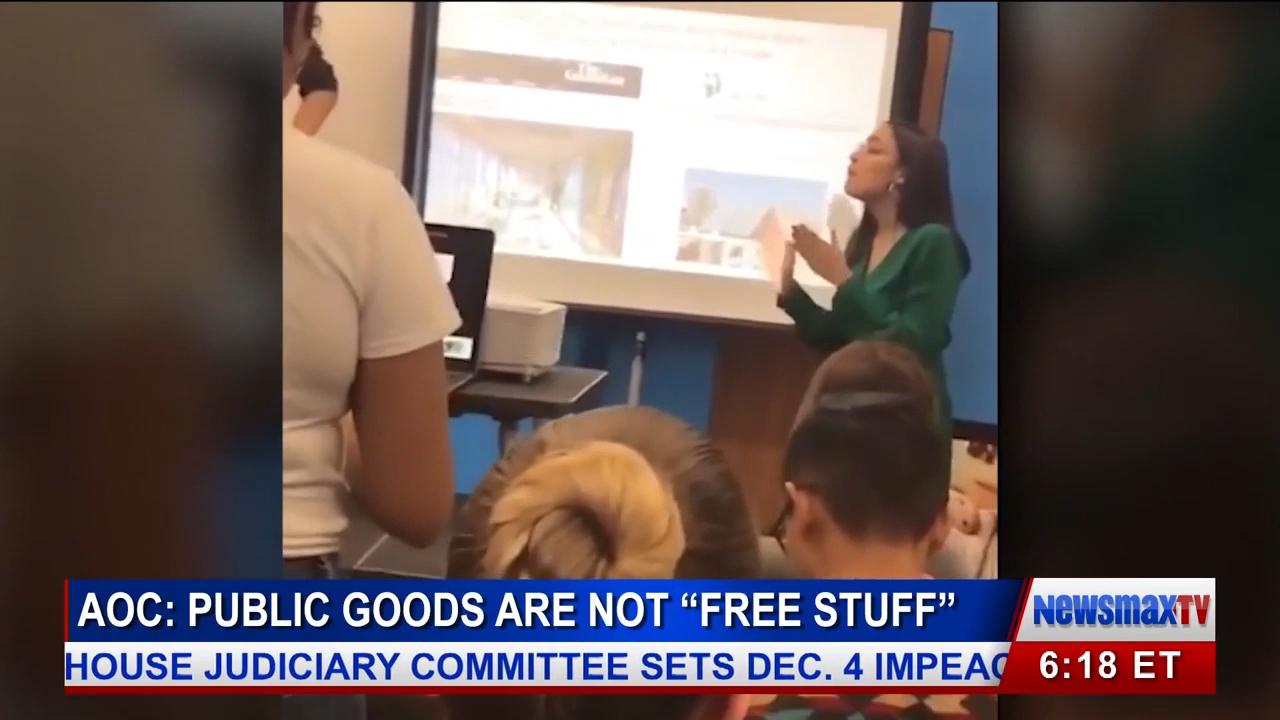 AOC: PUBLIC GOODS ARE NOT “FREE STUFF”
NEWSMAXTV
HOUSE JUDICIARY COMMITTEE SETS DEC. 4 IMPEAC
6:18 ET